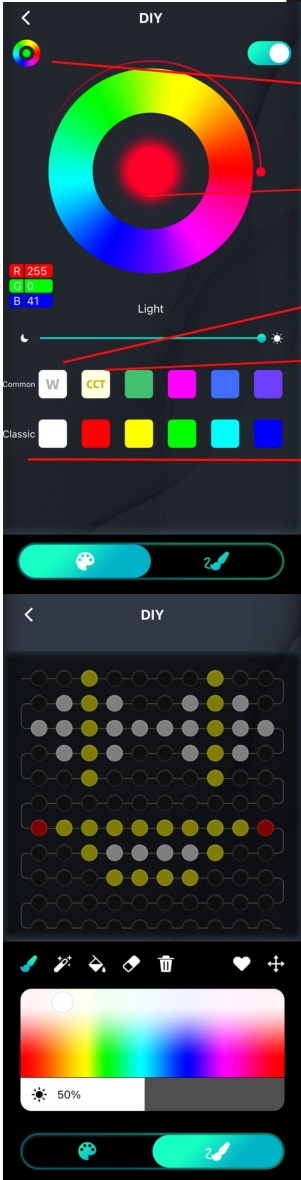 DIY
R 255
G 0
B 41
Light
Common W CCT
Classic
DIY
50%